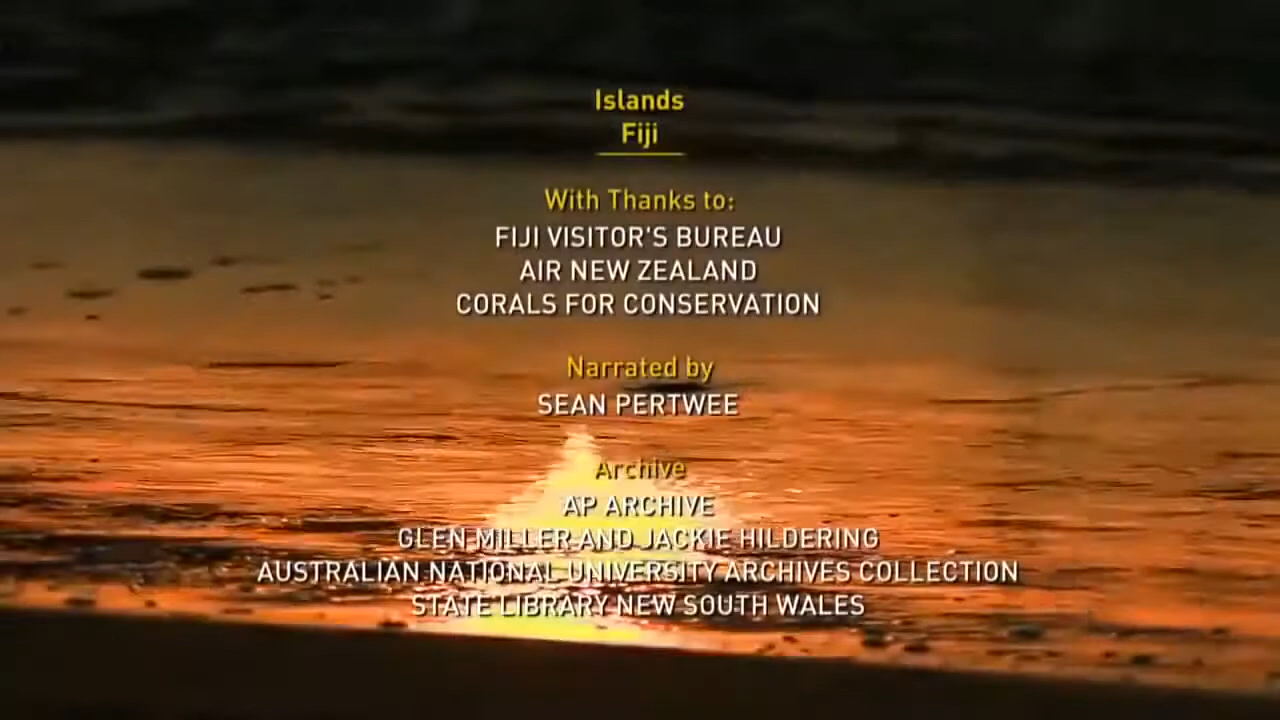 Islands
Fiji
With Thanks to:
FIJI VISITOR'S BUREAU
AIR NEW ZEALAND
CORALS FOR CONSERVATION
Narrated by
SEAN PERTWEE
Archive
AP ARCHIVE
GLEN MILLER AND JACKIE HILDERING
AUSTRALIAN NATIONAL UNIVERSITY ARCHIVES COLLECTION
STATE LIBRARY NEW SOUTH WALES